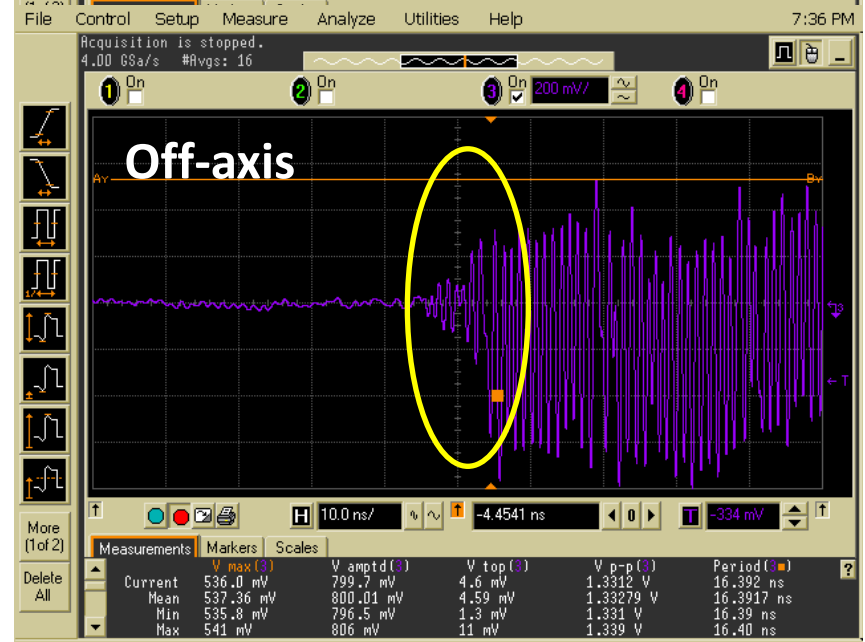 File Control Setup Measure Analyze Utilities Help 7:36 PM
Acquisition is stopped.
4.00 GSa/s #Avgs: 16
1 On 2 On 3 On 200 mV/ 4 On
Off-axis
Ay By
3
T
More
(1of 2)
Delete
All
H 10.0 ns/ -4.4541 ns 0 T -334 mV
Measurements Markers Scales
V max(3) V amptd(3) V top(3) V p-p(3) Period(3) ?
Current 536.0 mV 799.7 mV 4.6 mV 1.3312 V 16.392 ns
Mean 537.36 mV 800.01 mV 4.59 mV 1.33279 V 16.3917 ns
Min 535.8 mV 796.5 mV 1.3 mV 1.331 V 16.39 ns
Max 541 mV 806 mV 11 mV 1.339 V 16.40 ns